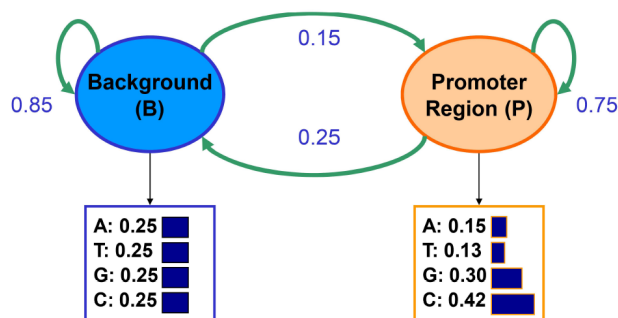 0.15
Background
(B)
Promoter
Region (P)
0.85
0.75
0.25
A: 0.25
T: 0.25
G: 0.25
C: 0.25
A: 0.15
T: 0.13
G: 0.30
C: 0.42